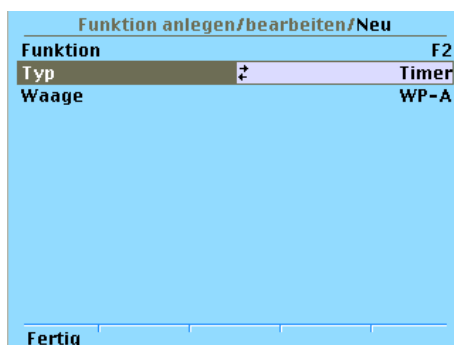 Funktion anlegen/bearbeiten/Neu
Funktion F2
Typ Timer
Waage WP-A
Fertig